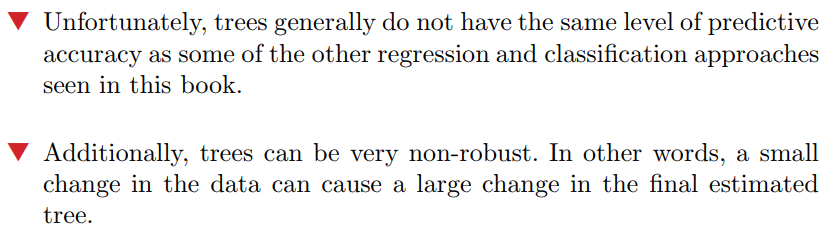 Unfortunately, trees generally do not have the same level of predictive
accuracy as some of the other regression and classification approaches
seen in this book.
Additionally, trees can be very non-robust. In other words, a small
change in the data can cause a large change in the final estimated
tree.